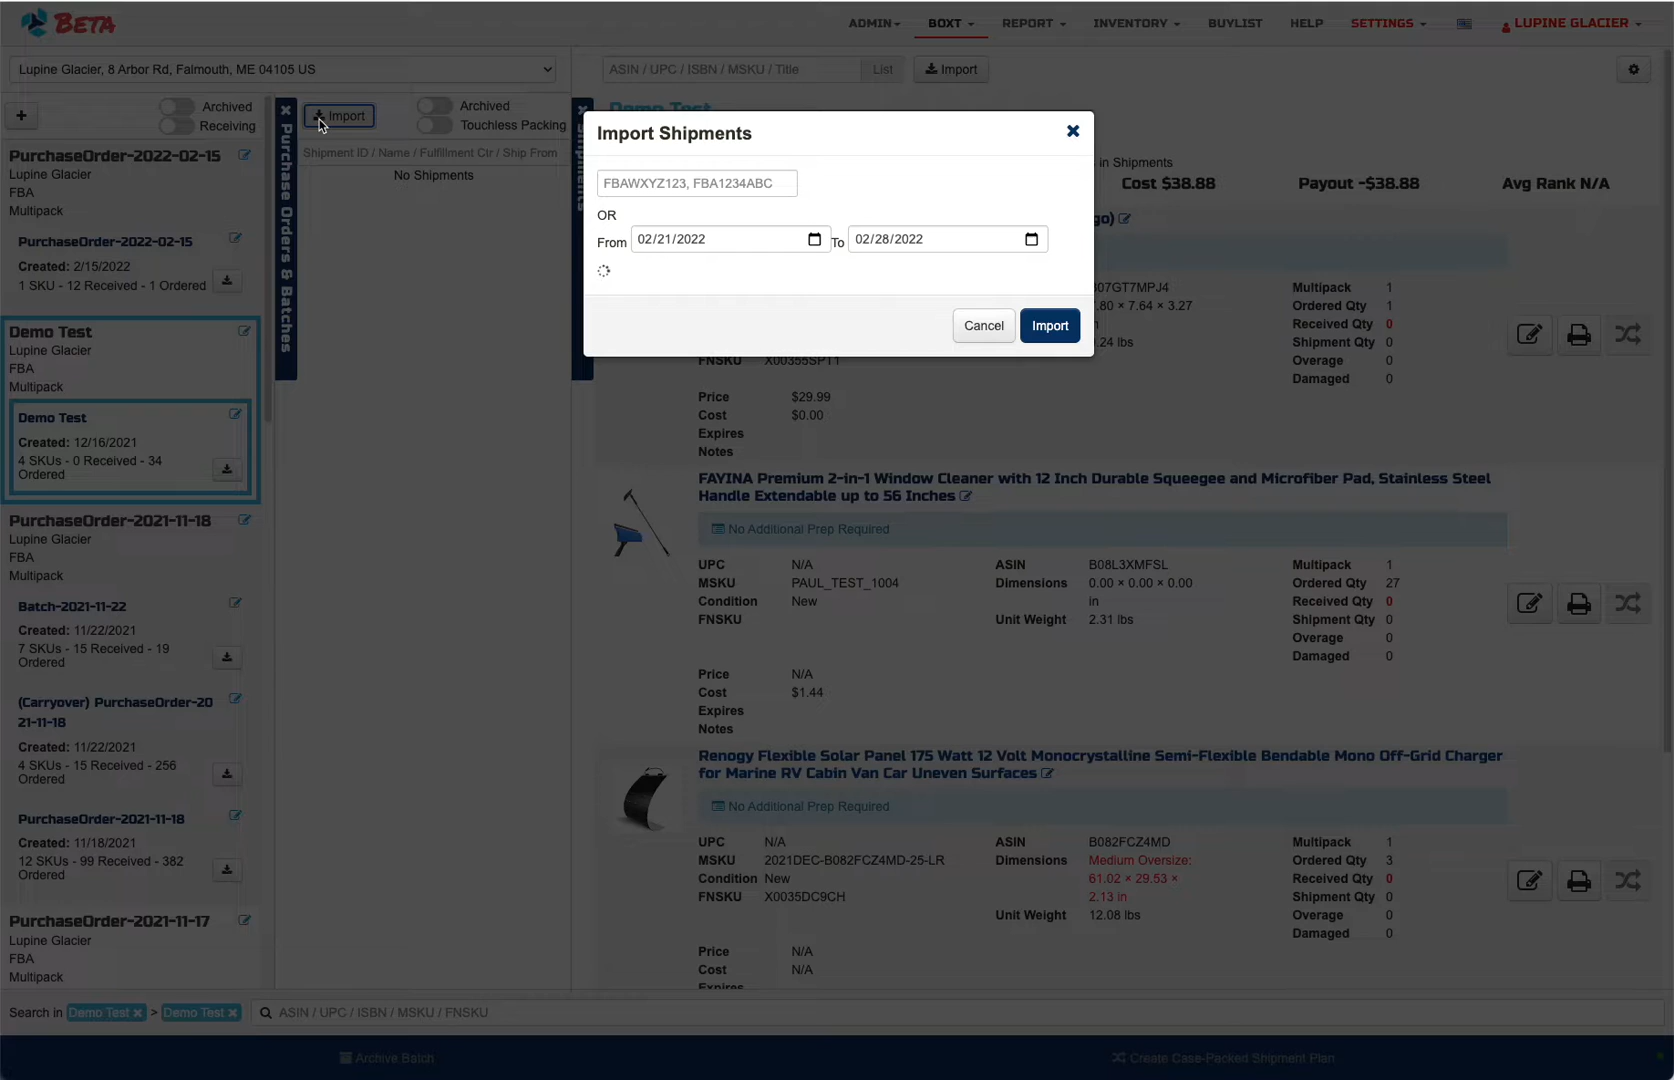 BETA
ADMIN
BOXT
REPORT
INVENTORY
BUYLIST
HELP
SETTINGS
LUPINE GLACIER
Lupine Glacier, 8 Arbor Rd, Falmouth, ME 04105 US
ASIN / UPC / ISBN / MSKU / Title
List
Import
+
Archived
Receiving
PurchaseOrder-2022-02-15
Lupine Glacier
FBA
Multipack
PurchaseOrder-2022-02-15
Created: 2/15/2022
1 SKU - 12 Received - 1 Ordered
Demo Test
Lupine Glacier
FBA
Multipack
Demo Test
Created: 12/16/2021
4 SKUs - 0 Received - 34
Ordered
PurchaseOrder-2021-11-18
Lupine Glacier
FBA
Multipack
Batch-2021-11-22
Created: 11/22/2021
7 SKUs - 15 Received - 19
Ordered
(Carryover) PurchaseOrder-20
21-11-18
Created: 11/22/2021
4 SKUs - 15 Received - 256
Ordered
PurchaseOrder-2021-11-18
Created: 11/18/2021
12 SKUs - 99 Received - 382
Ordered
PurchaseOrder-2021-11-17
Lupine Glacier
FBA
Multipack
Purchase Orders & Batches
Import
Archived
Touchless Packing
Shipment ID / Name / Fulfillment Ctr / Ship From
No Shipments
Demo Test
Import Shipments
FBAWXYZ123, FBA1234ABC
OR
From 02/21/2022 To 02/28/2022
Cancel
Import
in Shipments
Cost $38.88
Payout -$38.88
Avg Rank N/A
go)
Multipack 1
Ordered Qty 1
Received Qty 0
Shipment Qty 0
Overage 0
Damaged 0
.80 × 7.64 × 3.27
.24 lbs
FNSKU X00355SP11
Price $29.99
Cost $0.00
Expires
Notes
FAYINA Premium 2-in-1 Window Cleaner with 12 Inch Durable Squeegee and Microfiber Pad, Stainless Steel
Handle Extendable up to 56 Inches
No Additional Prep Required
UPC N/A
MSKU PAUL_TEST_1004
Condition New
FNSKU
ASIN B08L3XMFSL
Dimensions 0.00 × 0.00 × 0.00
in
Unit Weight 2.31 lbs
Multipack 1
Ordered Qty 27
Received Qty 0
Shipment Qty 0
Overage 0
Damaged 0
Price N/A
Cost $1.44
Expires
Notes
Renogy Flexible Solar Panel 175 Watt 12 Volt Monocrystalline Semi-Flexible Bendable Mono Off-Grid Charger
for Marine RV Cabin Van Car Uneven Surfaces
No Additional Prep Required
UPC N/A
MSKU 2021DEC-B082FCZ4MD-25-LR
Condition New
FNSKU X0035DC9CH
ASIN B082FCZ4MD
Dimensions Medium Oversize:
61.02 × 29.53 ×
2.13 in
Unit Weight 12.08 lbs
Multipack 1
Ordered Qty 3
Received Qty 0
Shipment Qty 0
Overage 0
Damaged 0
Price N/A
Cost N/A
Expires
Search in Demo Test > Demo Test
ASIN / UPC / ISBN / MSKU / FNSKU
Archive Batch
Create Case-Packed Shipment Plan